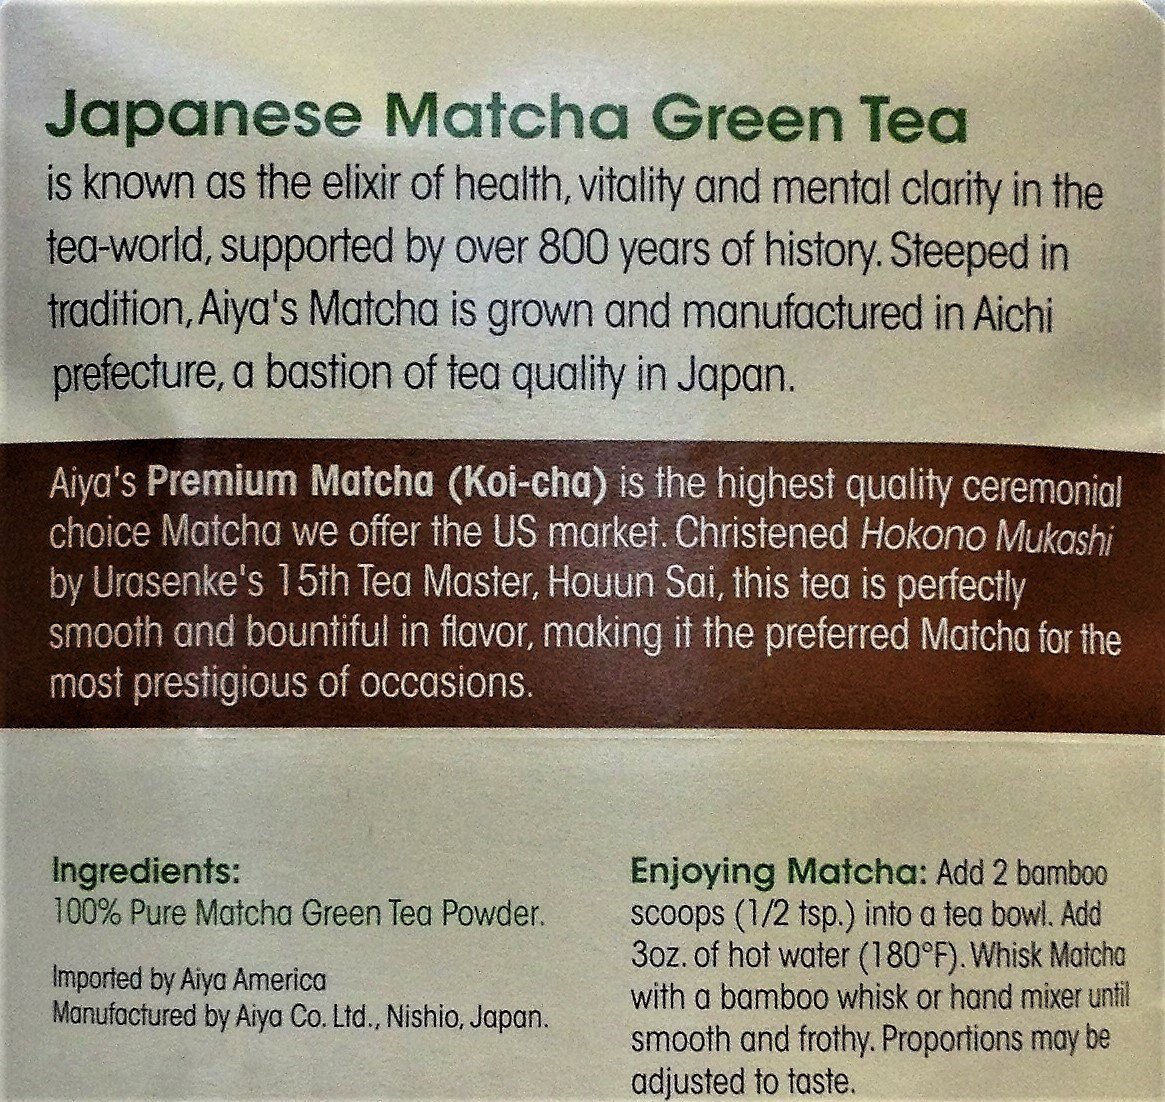 Japanese Matcha Green Tea
is known as the elixir of health, vitality and mental clarity in the
tea-world, supported by over 800 years of history. Steeped in
tradition, Aiya's Matcha is grown and manufactured in Aichi
prefecture, a bastion of tea quality in Japan.
Aiya's Premium Matcha (Koi-cha) is the highest quality ceremonial
choice Matcha we offer the US market. Christened Hokono Mukashi
by Urasenke's 15th Tea Master, Houun Sai, this tea is perfectly
smooth and bountiful in flavor, making it the preferred Matcha for the
most prestigious of occasions.
Ingredients:
100% Pure Matcha Green Tea Powder.
Imported by Aiya America
Manufactured by Aiya Co. Ltd., Nishio, Japan.
Enjoying Matcha: Add 2 bamboo
scoops (1/2 tsp.) into a tea bowl. Add
3oz. of hot water (180°F). Whisk Matcha
with a bamboo whisk or hand mixer until
smooth and frothy. Proportions may be
adjusted to taste.